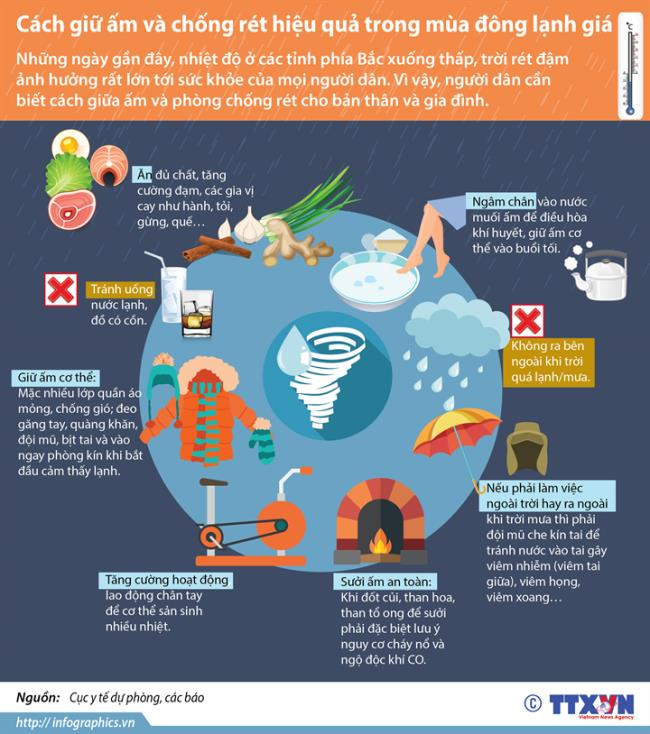 Cách giữ ấm và chống rét hiệu quả trong mùa đông lạnh giá
Những ngày gần đây, nhiệt độ ở các tỉnh phía Bắc xuống thấp, trời rét đậm
ảnh hưởng rất lớn tới sức khỏe của mọi người dân. Vì vậy, người dân cần
biết cách giữa ấm và phòng chống rét cho bản thân và gia đình.
°C
Ăn đủ chất, tăng
cường đạm, các gia vị
cay như hành, tỏi,
gừng, quế...
Ngâm chân vào nước
muối ấm để điều hòa
khí huyết, giữ ấm cơ
thể vào buổi tối.
Tránh uống
nước lạnh,
đồ có cồn.
Không ra bên
ngoài khi trời
quá lạnh/mưa.
Giữ ấm cơ thể:
Mặc nhiều lớp quần áo
mỏng, chống gió; đeo
găng tay, quàng khăn,
đội mũ, bịt tai và vào
ngay phòng kín khi bắt
đầu cảm thấy lạnh.
Nếu phải làm việc
ngoài trời hay ra ngoài
khi trời mưa thì phải
đội mũ che kín tai để
tránh nước vào tai gây
viêm nhiễm (viêm tai
giữa), viêm họng,
viêm xoang...
Tăng cường hoạt động
lao động chân tay
để cơ thể sản sinh
nhiều nhiệt.
Sưởi ấm an toàn:
Khi đốt củi, than hoa,
than tổ ong để sưởi
phải đặc biệt lưu ý
nguy cơ cháy nổ và
ngộ độc khí CO.
Nguồn: Cục y tế dự phòng, các báo
© TTXVN
Vietnam News Agency
http://infographics.vn